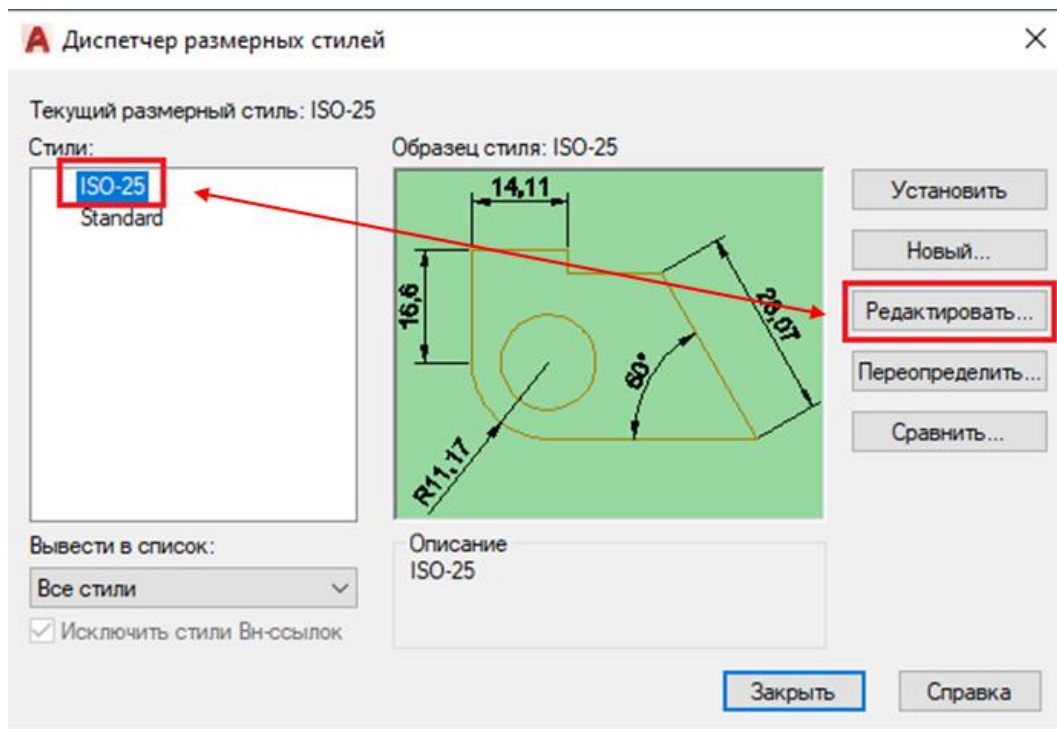 Диспетчер размерных стилей
Текущий размерный стиль: ISO-25
Стили:
ISO-25
Standard
Образец стиля: ISO-25
14,11
16,6
28,07
60°
R11,17
Установить
Новый...
Редактировать...
Переопределить...
Сравнить...
Вывести в список:
Все стили
Исключить стили Вн-ссылок
Описание
ISO-25
Закрыть
Справка